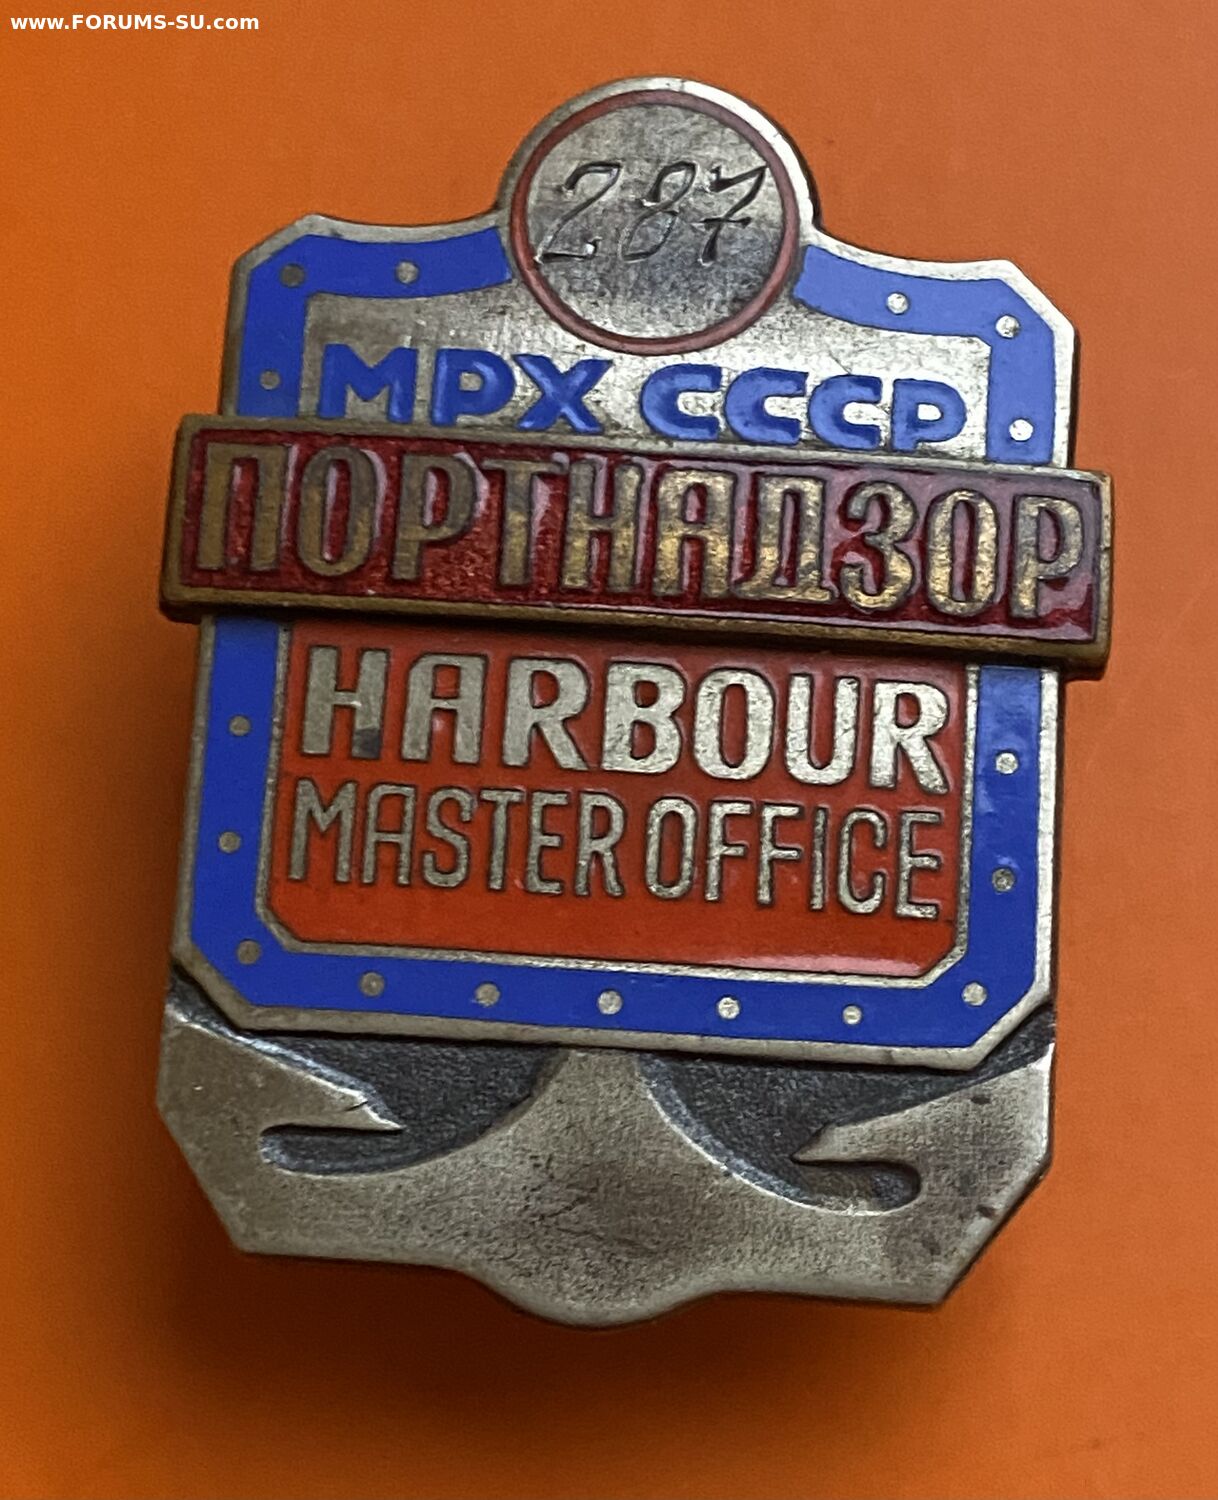 www.FORUMS-SU.com
287
МРХ СССР
ПОРТНАДЗОР
HARBOUR
MASTER OFFICE